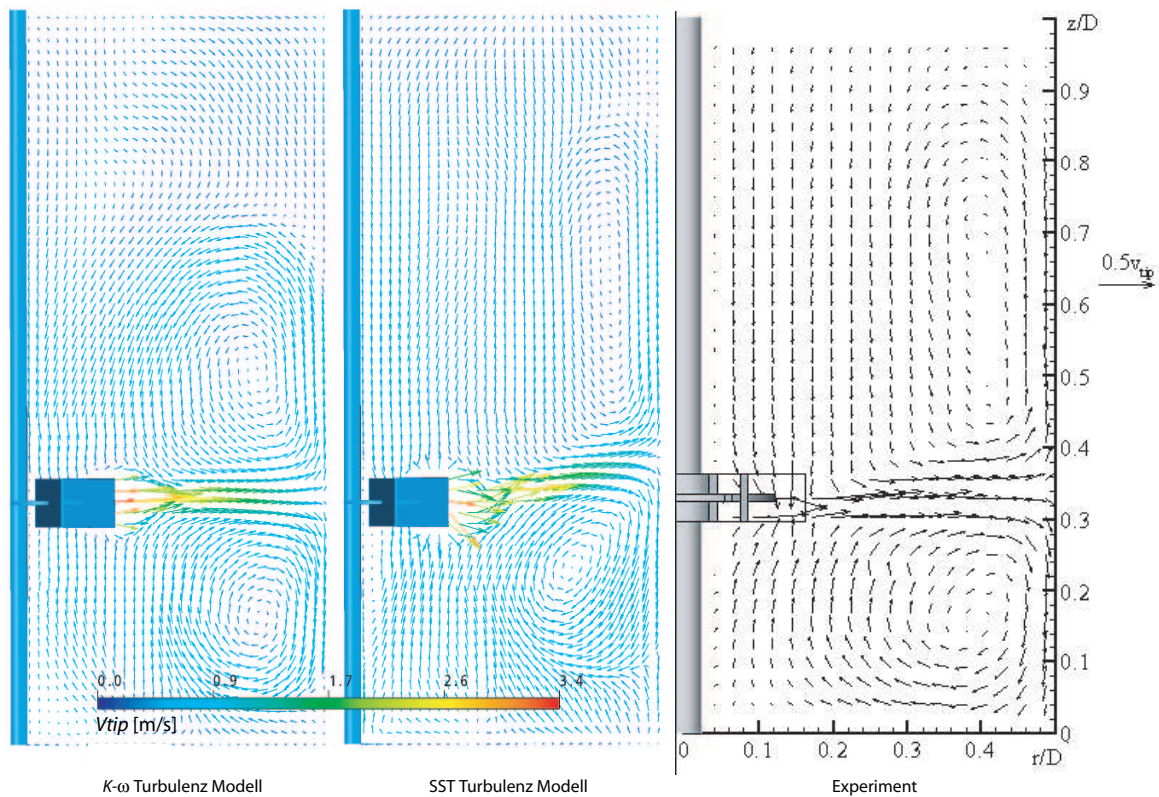 z/D
0.9
0.8
0.7
0.5vtip
0.6
0.5
0.4
0.3
0.2
0.1
0
0 0.1 0.2 0.3 0.4
r/D
0.0 0.9 1.7 2.6 3.4
Vtip [m/s]
K-ω Turbulenz Modell
SST Turbulenz Modell
Experiment